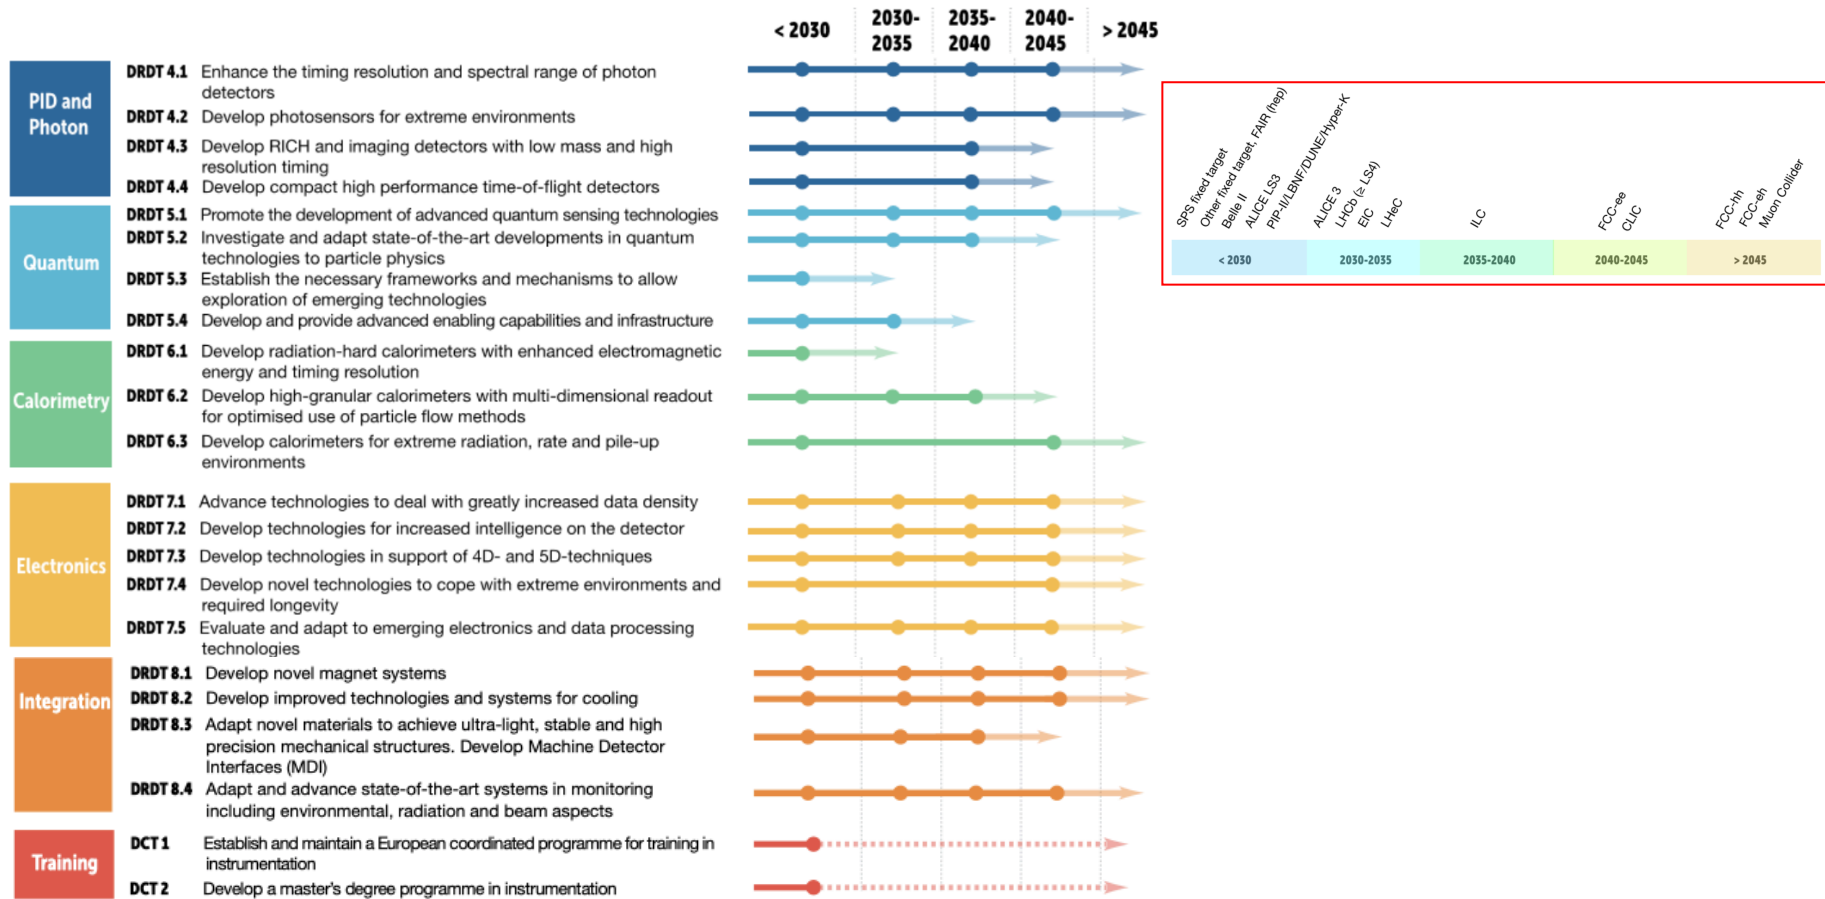 < 2030
2030-
2035
2035-
2040
2040-
2045
> 2045
PID and
Photon
DRDT 4.1 Enhance the timing resolution and spectral range of photon
detectors
DRDT 4.2 Develop photosensors for extreme environments
DRDT 4.3 Develop RICH and imaging detectors with low mass and high
resolution timing
DRDT 4.4 Develop compact high performance time-of-flight detectors
Quantum
DRDT 5.1 Promote the development of advanced quantum sensing technologies
DRDT 5.2 Investigate and adapt state-of-the-art developments in quantum
technologies to particle physics
DRDT 5.3 Establish the necessary frameworks and mechanisms to allow
exploration of emerging technologies
DRDT 5.4 Develop and provide advanced enabling capabilities and infrastructure
Calorimetry
DRDT 6.1 Develop radiation-hard calorimeters with enhanced electromagnetic
energy and timing resolution
DRDT 6.2 Develop high-granular calorimeters with multi-dimensional readout
for optimised use of particle flow methods
DRDT 6.3 Develop calorimeters for extreme radiation, rate and pile-up
environments
Electronics
DRDT 7.1 Advance technologies to deal with greatly increased data density
DRDT 7.2 Develop technologies for increased intelligence on the detector
DRDT 7.3 Develop technologies in support of 4D- and 5D-techniques
DRDT 7.4 Develop novel technologies to cope with extreme environments and
required longevity
DRDT 7.5 Evaluate and adapt to emerging electronics and data processing
technologies
Integration
DRDT 8.1 Develop novel magnet systems
DRDT 8.2 Develop improved technologies and systems for cooling
DRDT 8.3 Adapt novel materials to achieve ultra-light, stable and high
precision mechanical structures. Develop Machine Detector
Interfaces (MDI)
DRDT 8.4 Adapt and advance state-of-the-art systems in monitoring
including environmental, radiation and beam aspects
Training
DCT 1 Establish and maintain a European coordinated programme for training in
instrumentation
DCT 2 Develop a master's degree programme in instrumentation
SPS fixed target
Other fixed target, FAIR (hep)
Belle II
ALICE LS3
PIP-II/LBNF/DUNE/Hyper-K
ALICE 3
LHCb (≥ LS4)
EIC
LHeC
ILC
FCC-ee
CLIC
FCC-hh
FCC-eh
Muon Collider
< 2030
2030-2035
2035-2040
2040-2045
> 2045